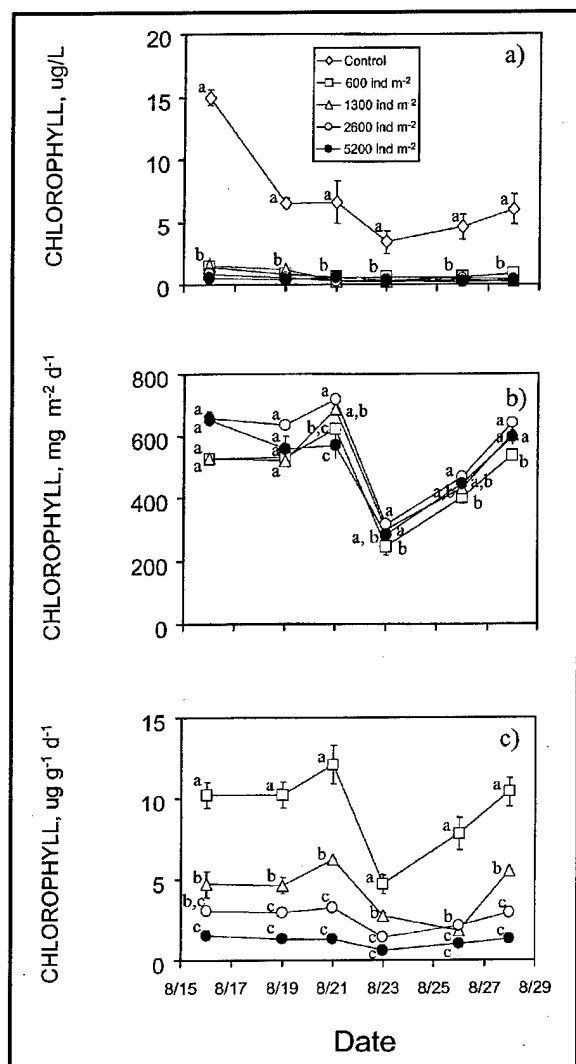 20
15
10
5
0
CHLOROPHYLL, ug/L
a)
Control
600 ind m-2
1300 ind m-2
2600 Ind m-2
5200 Ind m-2
a a a a a a
b b b b b b
800
600
400
200
0
CHLOROPHYLL, mg m-2 d-1
b)
a a a a
a a a a
a a,b b,c c
a a a, b b
a a,b a,b b
a a a b
15
10
5
0
CHLOROPHYLL, ug g-1 d-1
c)
a a a a a a
b b b b b b
b,c c c c c c
c c c c c c
8/15 8/17 8/19 8/21 8/23 8/25 8/27 8/29
Date